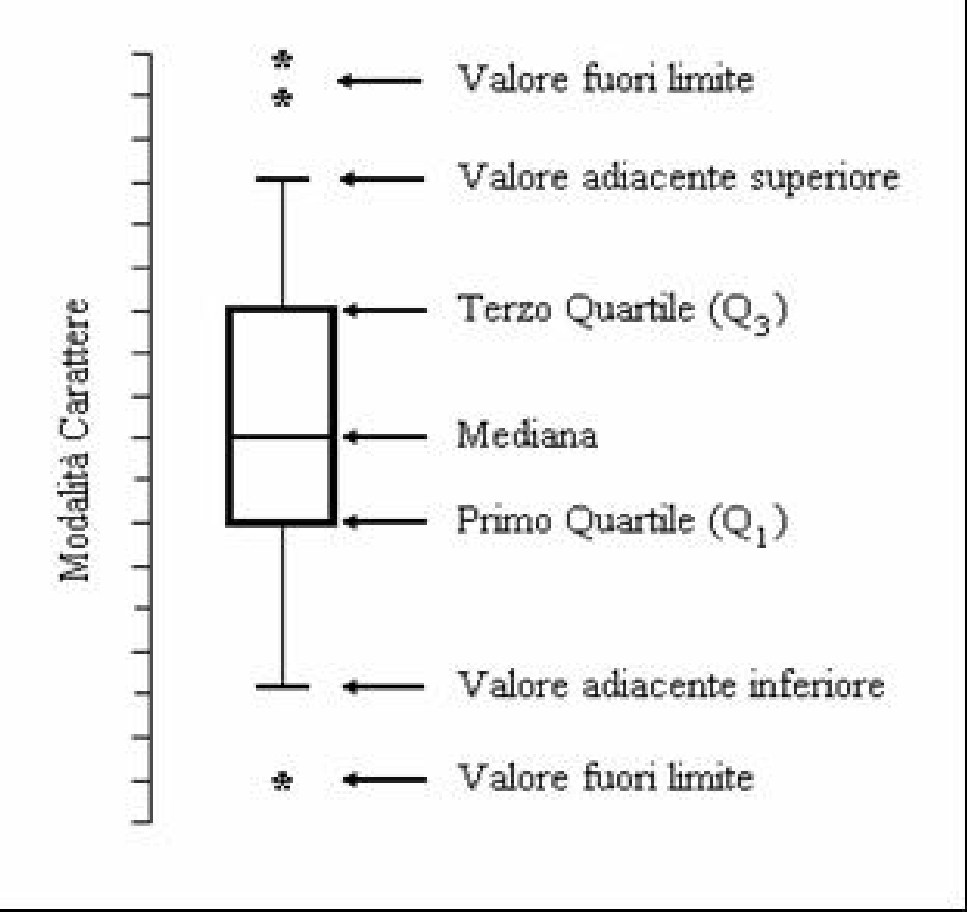 *
*
Valore fuori limite
Valore adiacente superiore
Terzo Quartile (Q3)
Modalità Carattere
Mediana
Primo Quartile (Q1)
Valore adiacente inferiore
*
Valore fuori limite